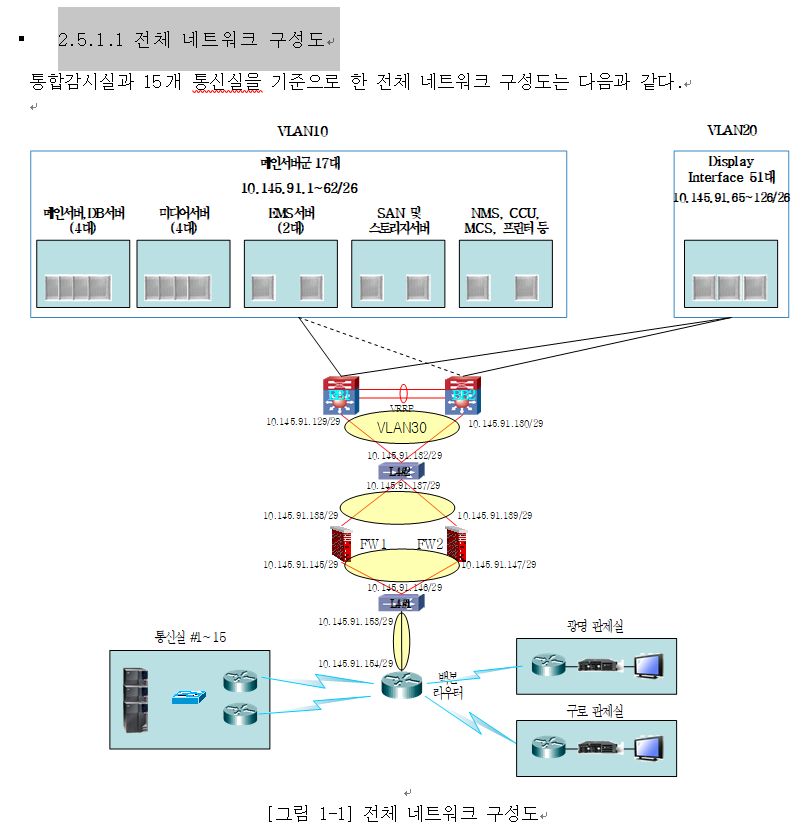 2.5.1.1 전체 네트워크 구성도
통합감시실과 15개 통신실을 기준으로 한 전체 네트워크 구성도는 다음과 같다.
VLAN10
VLAN20
메인서버군 17대
10.145.91.1~62/26
Display
Interface 51대
10.145.91.65~126/26
메인서버,DB서버
(4대)
미디어서버
(4대)
EMS서버
(2대)
SAN 및
스토리지서버
NMS, CCU,
MCS, 프린터 등
VRRP
10.145.91.129/29
10.145.91.130/29
VLAN30
10.145.91.132/29
L4#2
10.145.91.137/29
10.145.91.138/29
10.145.91.139/29
FW1
FW2
10.145.91.145/29
10.145.91.147/29
10.145.91.146/29
L4#1
10.145.91.153/29
10.145.91.154/29
통신실 #1~15
백본
라우터
광명 관제실
구로 관제실
[그림 1-1] 전체 네트워크 구성도